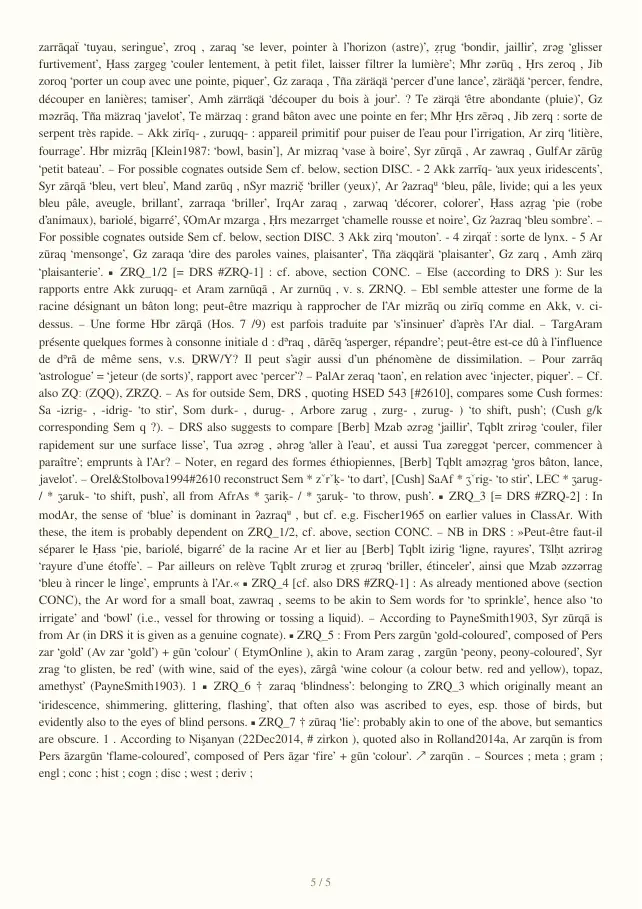 zarrāqaẗ ‘tuyau, seringue’, zroq , zaraq ‘se lever, pointer à l’horizon (astre)’, ẓṛug ‘bondir, jaillir’, zrəg ‘glisser
furtivement’, Ḥass ẓaṛgeg ‘couler lentement, à petit filet, laisser filtrer la lumière’; Mhr zərūq , Ḥrs zeroq , Jib
zoroq ‘porter un coup avec une pointe, piquer’, Gz zaraqa , Tña zäräqä ‘percer d’une lance’, zäräq̄ä ‘percer, fendre,
découper en lanières; tamiser’, Amh zärräqä ‘découper du bois à jour’. ? Te zärqä ‘être abondante (pluie)’, Gz
məzrāq, Tña mäzraq ‘javelot’, Te märzaq : grand bâton avec une pointe en fer; Mhr Ḥrs zērəq , Jib zerq : sorte de
serpent très rapide. – Akk zirīq- , zuruqq- : appareil primitif pour puiser de l’eau pour l’irrigation, Ar zirq ‘litière,
fourrage’. Hbr mizrāq [Klein1987: ‘bowl, basin’], Ar mizraq ‘vase à boire’, Syr zūrqā , Ar zawraq , GulfAr zārūg
‘petit bateau’. – For possible cognates outside Sem cf. below, section DISC. - 2 Akk zarrīq- ‘aux yeux iridescents’,
Syr zārqā ‘bleu, vert bleu’, Mand zarūq , nSyr mazrič̣ ‘briller (yeux)’, Ar ʔazraqᵘ ‘bleu, pâle, livide; qui a les yeux
bleu pâle, aveugle, brillant’, zarraqa ‘briller’, IrqAr zaraq , zarwaq ‘décorer, colorer’, Ḥass aẓṛag ‘pie (robe
d’animaux), bariolé, bigarré’, ʕOmAr mzarga , Ḥrs mezarrget ‘chamelle rousse et noire’, Gz ʔazraq ‘bleu sombre’. –
For possible cognates outside Sem cf. below, section DISC. 3 Akk zirq ‘mouton’. - 4 zirqaẗ : sorte de lynx. - 5 Ar
zūraq ‘mensonge’, Gz zaraqa ‘dire des paroles vaines, plaisanter’, Tña zäqqärä ‘plaisanter’, Gz zarq , Amh zärq
‘plaisanterie’. ▪ ZRQ_1/2 [= DRS #ZRQ-1] : cf. above, section CONC. – Else (according to DRS ): Sur les
rapports entre Akk zuruqq- et Aram zarnūqā , Ar zurnūq , v. s. ZRNQ. – Ebl semble attester une forme de la
racine désignant un bâton long; peut-être mazriqu à rapprocher de l’Ar mizrāq ou zirīq comme en Akk, v. ci-
dessus. – Une forme Hbr zārqā (Hos. 7 /9) est parfois traduite par ‘s’insinuer’ d’après l’Ar dial. – TargAram
présente quelques formes à consonne initiale d : dᵊraq , dārēq ‘asperger, répandre’; peut-être est-ce dû à l’influence
de dᵊrā de même sens, v.s. ḎRW/Y? Il peut s’agir aussi d’un phénomène de dissimilation. – Pour zarrāq
‘astrologue’ = ‘jeteur (de sorts)’, rapport avec ‘percer’? – PalAr zeraq ‘taon’, en relation avec ‘injecter, piquer’. – Cf.
also ZQː (ZQQ), ZRZQ. – As for outside Sem, DRS , quoting HSED 543 [#2610], compares some Cush formes:
Sa -izrig- , -idrig- ‘to stir’, Som durk- , durug- , Arbore zarug , zurg- , zurug- ) ‘to shift, push’; (Cush g/k
corresponding Sem q ?). – DRS also suggests to compare [Berb] Mzab əzrəg ‘jaillir’, Tqblt zrirəg ‘couler, filer
rapidement sur une surface lisse’, Tua əzrəg , əhrəg ‘aller à l’eau’, et aussi Tua zəreggət ‘percer, commencer à
paraître’; emprunts à l’Ar? – Noter, en regard des formes éthiopiennes, [Berb] Tqblt aməẓṛaq ‘gros bâton, lance,
javelot’. – Orel&Stolbova1994#2610 reconstruct Sem * zˇrˇk̩- ‘to dart’, [Cush] SaAf * ʒˇrig- ‘to stir’, LEC * ʒarug-
/ * ʒaruk- ‘to shift, push’, all from AfrAs * ʒarik̩- / * ʒaruk̩- ‘to throw, push’. ▪ ZRQ_3 [= DRS #ZRQ-2] : In
modAr, the sense of ‘blue’ is dominant in ʔazraqᵘ , but cf. e.g. Fischer1965 on earlier values in ClassAr. With
these, the item is probably dependent on ZRQ_1/2, cf. above, section CONC. – NB in DRS : »Peut-être faut-il
séparer le Ḥass ‘pie, bariolé, bigarré’ de la racine Ar et lier au [Berb] Tqblt izirig ‘ligne, rayures’, Tšlḥt azrirəg
‘rayure d’une étoffe’. – Par ailleurs on relève Tqblt zrurəg et ẓṛurəq ‘briller, étinceler’, ainsi que Mzab əzzərrag
‘bleu à rincer le linge’, emprunts à l’Ar.« ▪ ZRQ_4 [cf. also DRS #ZRQ-1] : As already mentioned above (section
CONC), the Ar word for a small boat, zawraq , seems to be akin to Sem words for ‘to sprinkle’, hence also ‘to
irrigate’ and ‘bowl’ (i.e., vessel for throwing or tossing a liquid). – According to PayneSmith1903, Syr zūrqā is
from Ar (in DRS it is given as a genuine cognate). ▪ ZRQ_5 : From Pers zargūn ‘gold-coloured’, composed of Pers
zar ‘gold’ (Av zar ‘gold’) + gūn ‘colour’ ( EtymOnline ), akin to Aram zarag , zargūn ‘peony, peony-coloured’, Syr
zrag ‘to glisten, be red’ (with wine, said of the eyes), zārgā ‘wine colour (a colour betw. red and yellow), topaz,
amethyst’ (PayneSmith1903). 1 ▪ ZRQ_6 † zaraq ‘blindness’: belonging to ZRQ_3 which originally meant an
‘iridescence, shimmering, glittering, flashing’, that often also was ascribed to eyes, esp. those of birds, but
evidently also to the eyes of blind persons. ▪ ZRQ_7 † zūraq ‘lie’: probably akin to one of the above, but semantics
are obscure. 1 . According to Nişanyan (22Dec2014, # zirkon ), quoted also in Rolland2014a, Ar zarqūn is from
Pers āzargūn ‘flame-coloured’, composed of Pers āẕar ‘fire’ + gūn ‘colour’. ↗ zarqūn . – Sources ; meta ; gram ;
engl ; conc ; hist ; cogn ; disc ; west ; deriv ;
5 / 5